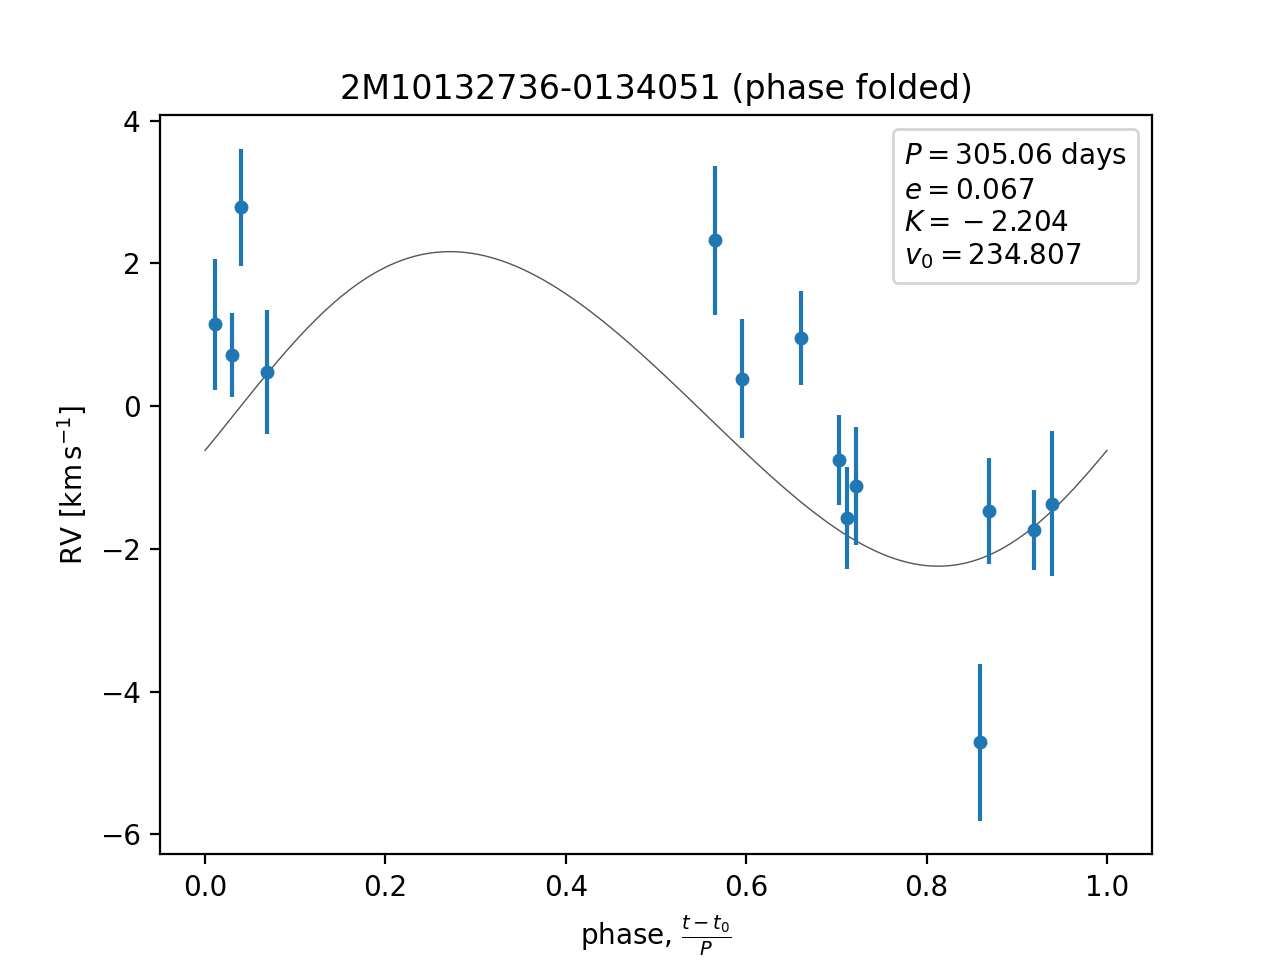 2M10132736-0134051 (phase folded)
P = 305.06 days
e = 0.067
K = −2.204
v₀ = 234.807
RV [km s⁻¹]
4
2
0
−2
−4
−6
0.0 0.2 0.4 0.6 0.8 1.0
phase, (t − t₀)/P